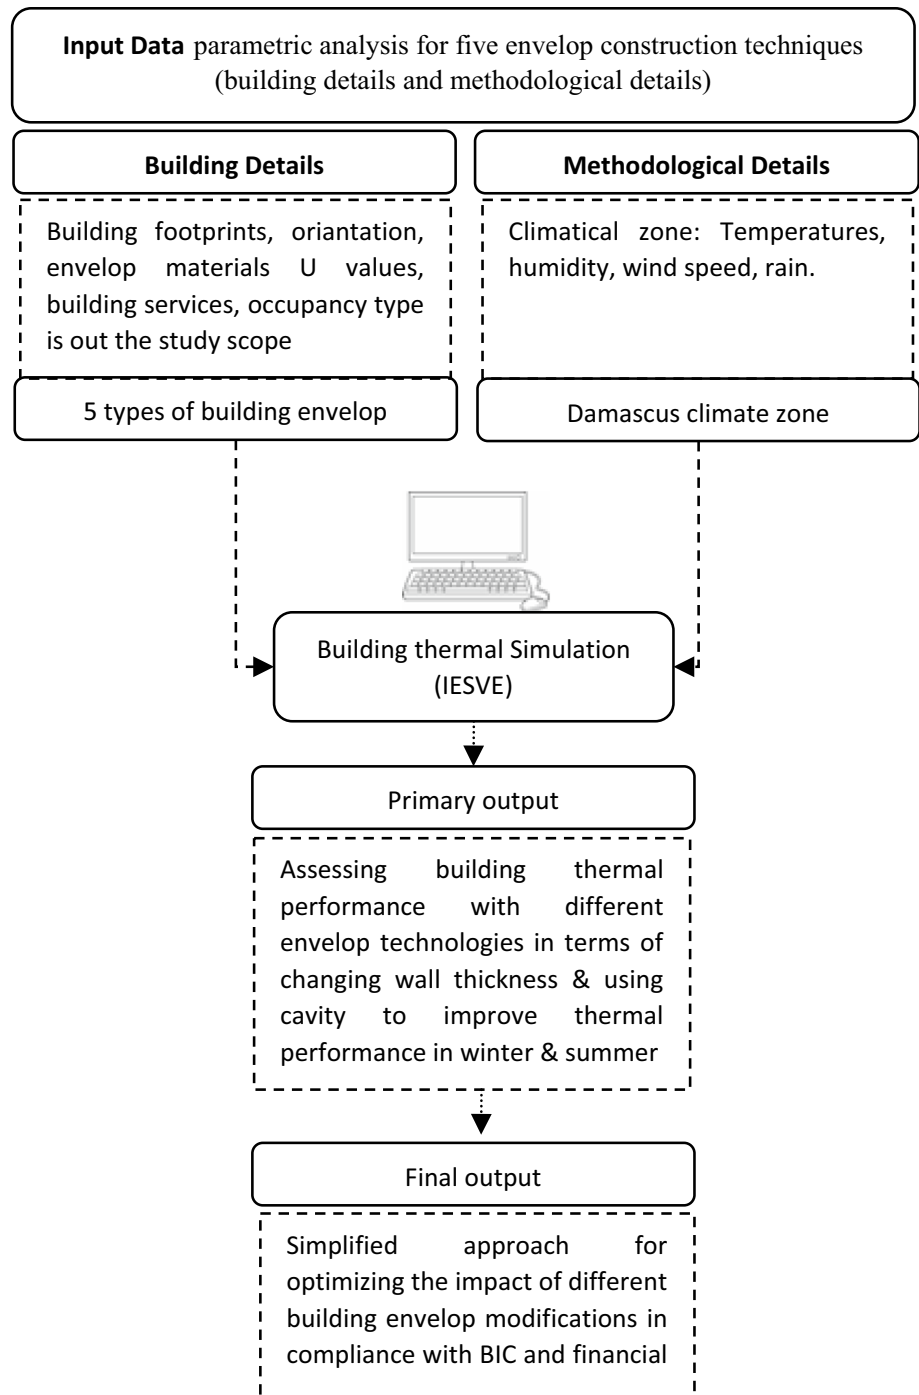 Input Data parametric analysis for five envelop construction techniques
(building details and methodological details)
Building Details
Building footprints, oriantation,
envelop materials U values,
building services, occupancy type
is out the study scope
5 types of building envelop
Methodological Details
Climatical zone: Temperatures,
humidity, wind speed, rain.
Damascus climate zone
Building thermal Simulation
(IESVE)
Primary output
Assessing building thermal
performance with different
envelop technologies in terms of
changing wall thickness & using
cavity to improve thermal
performance in winter & summer
Final output
Simplified approach for
optimizing the impact of different
building envelop modifications in
compliance with BIC and financial